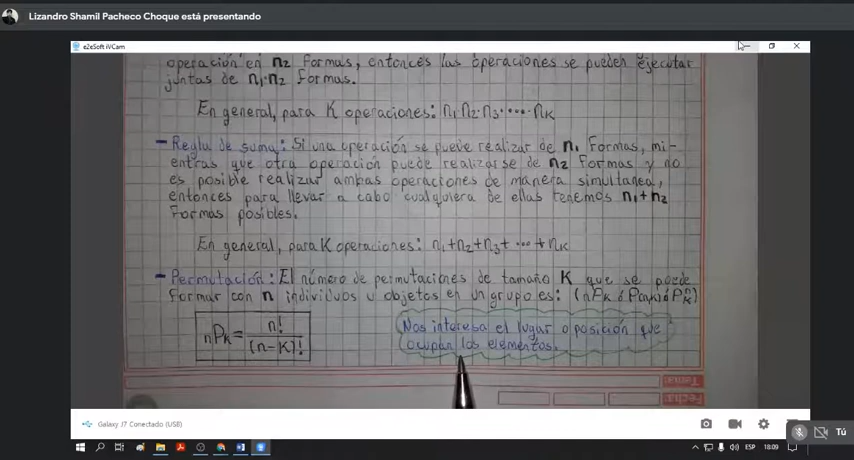 Lizandro Shamil Pacheco Choque está presentando
e2eSoft iVCam
operación en n₂ formas, entonces las operaciones se pueden ejecutar
juntas de n₁·n₂ formas.
En general, para K operaciones: n₁·n₂·n₃· ···· ·nK
- Regla de suma: Si una operación se puede realizar de n₁ formas, mi-
entras que otra operación puede realizarse de n₂ formas y no
es posible realizar ambas operaciones de manera simultanea,
entonces para llevar a cabo cualquiera de ellas tenemos n₁+n₂
formas posibles.
En general, para K operaciones: n₁+n₂+n₃+ ··· +nK
- Permutación: El número de permutaciones de tamaño K que se puede
formar con n individuos u objetos en un grupo es: (nPK ó P(n,K) ó PKⁿ)
nPK = n! / (n-K)!
Nos interesa el lugar o posición que
ocupan los elementos.
Tema:
Fecha:
Galaxy J7 Conectado (USB)
Tú
ESP 18:09